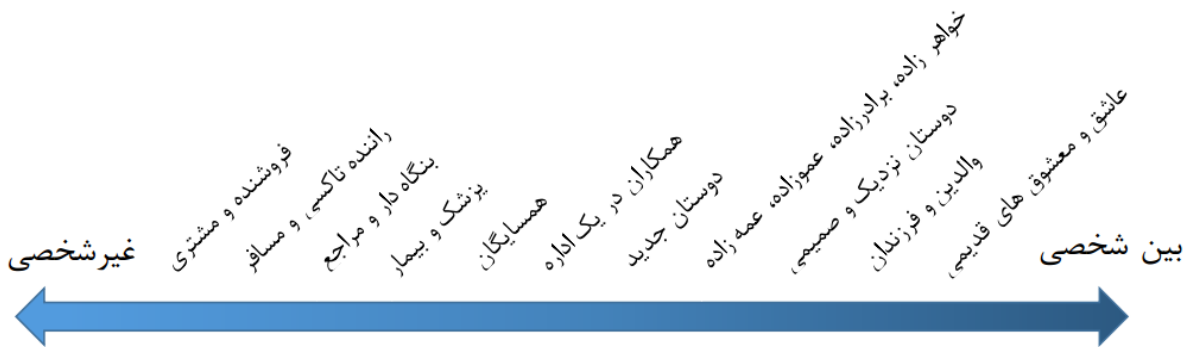 بین شخصی
عاشق و معشوق های قدیمی
والدین و فرزندان
دوستان نزدیک و صمیمی
خواهر زاده، برادرزاده، عموزاده، عمه زاده
دوستان جدید
همکاران در یک اداره
همسایگان
پزشک و بیمار
بنگاه دار و مراجع
راننده تاکسی و مسافر
فروشنده و مشتری
غیرشخصی